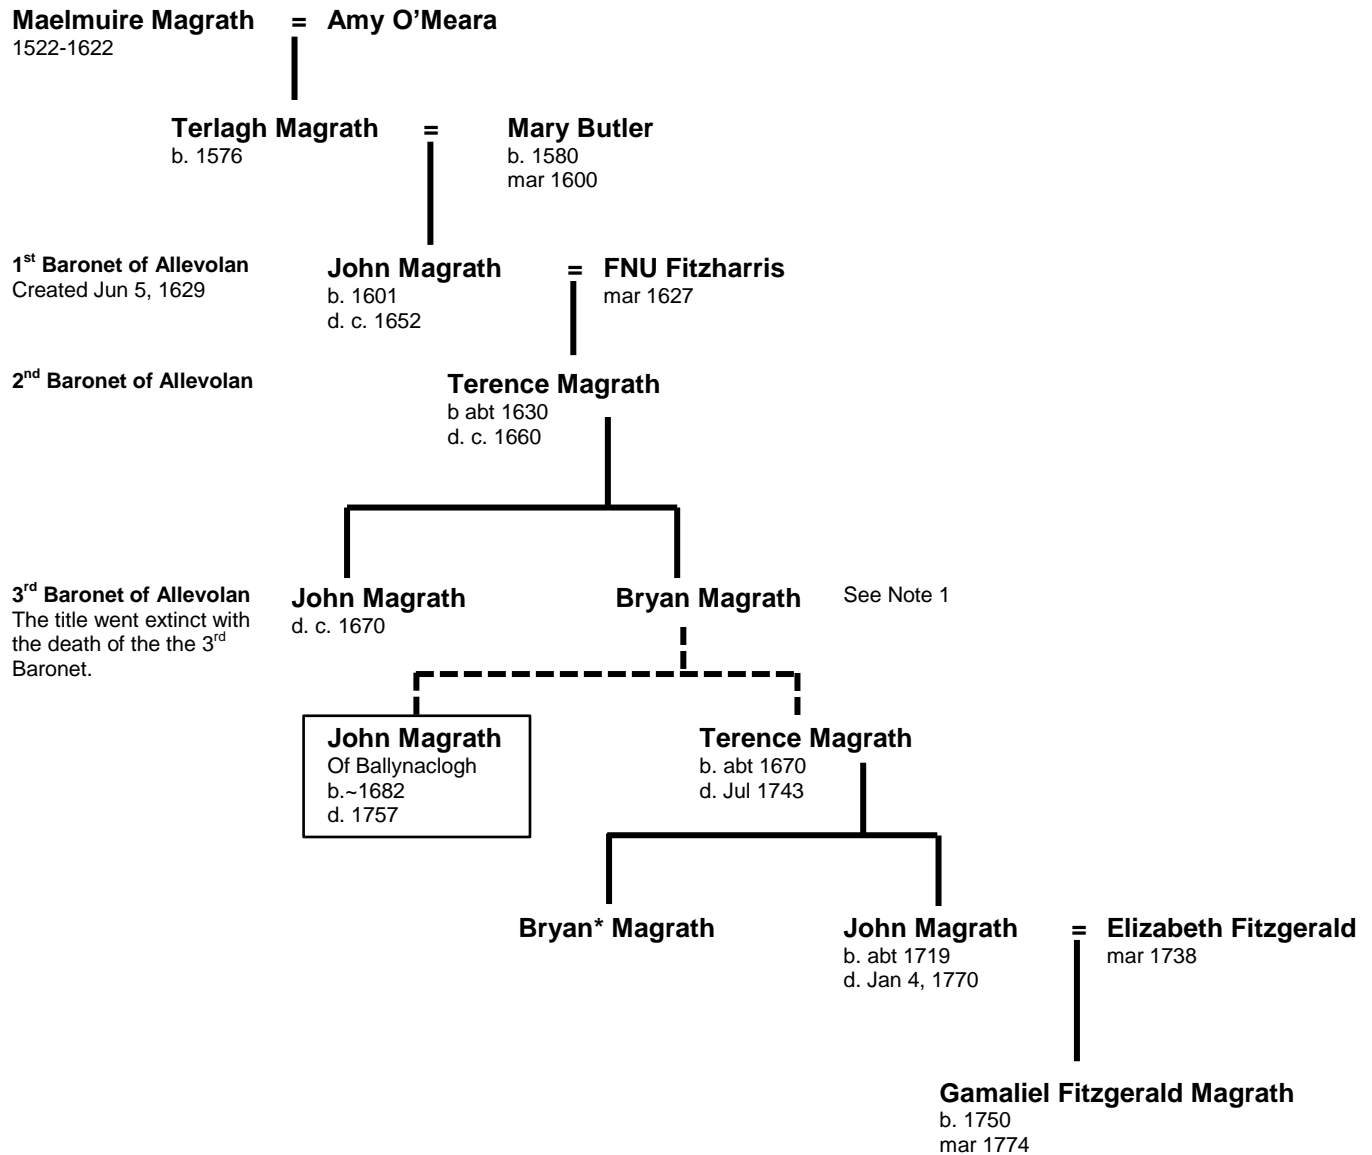 Maelmuire Magrath = Amy O’Meara
1522-1622
Terlagh Magrath = Mary Butler
b. 1576
b. 1580
mar 1600
1st Baronet of Allevolan
Created Jun 5, 1629
John Magrath = FNU Fitzharris
b. 1601
d. c. 1652
mar 1627
2nd Baronet of Allevolan
Terence Magrath
b abt 1630
d. c. 1660
3rd Baronet of Allevolan
The title went extinct with
the death of the the 3rd
Baronet.
John Magrath
d. c. 1670
Bryan Magrath
See Note 1
John Magrath
Of Ballynaclogh
b.~1682
d. 1757
Terence Magrath
b. abt 1670
d. Jul 1743
Bryan* Magrath
John Magrath = Elizabeth Fitzgerald
b. abt 1719
d. Jan 4, 1770
mar 1738
Gamaliel Fitzgerald Magrath
b. 1750
mar 1774